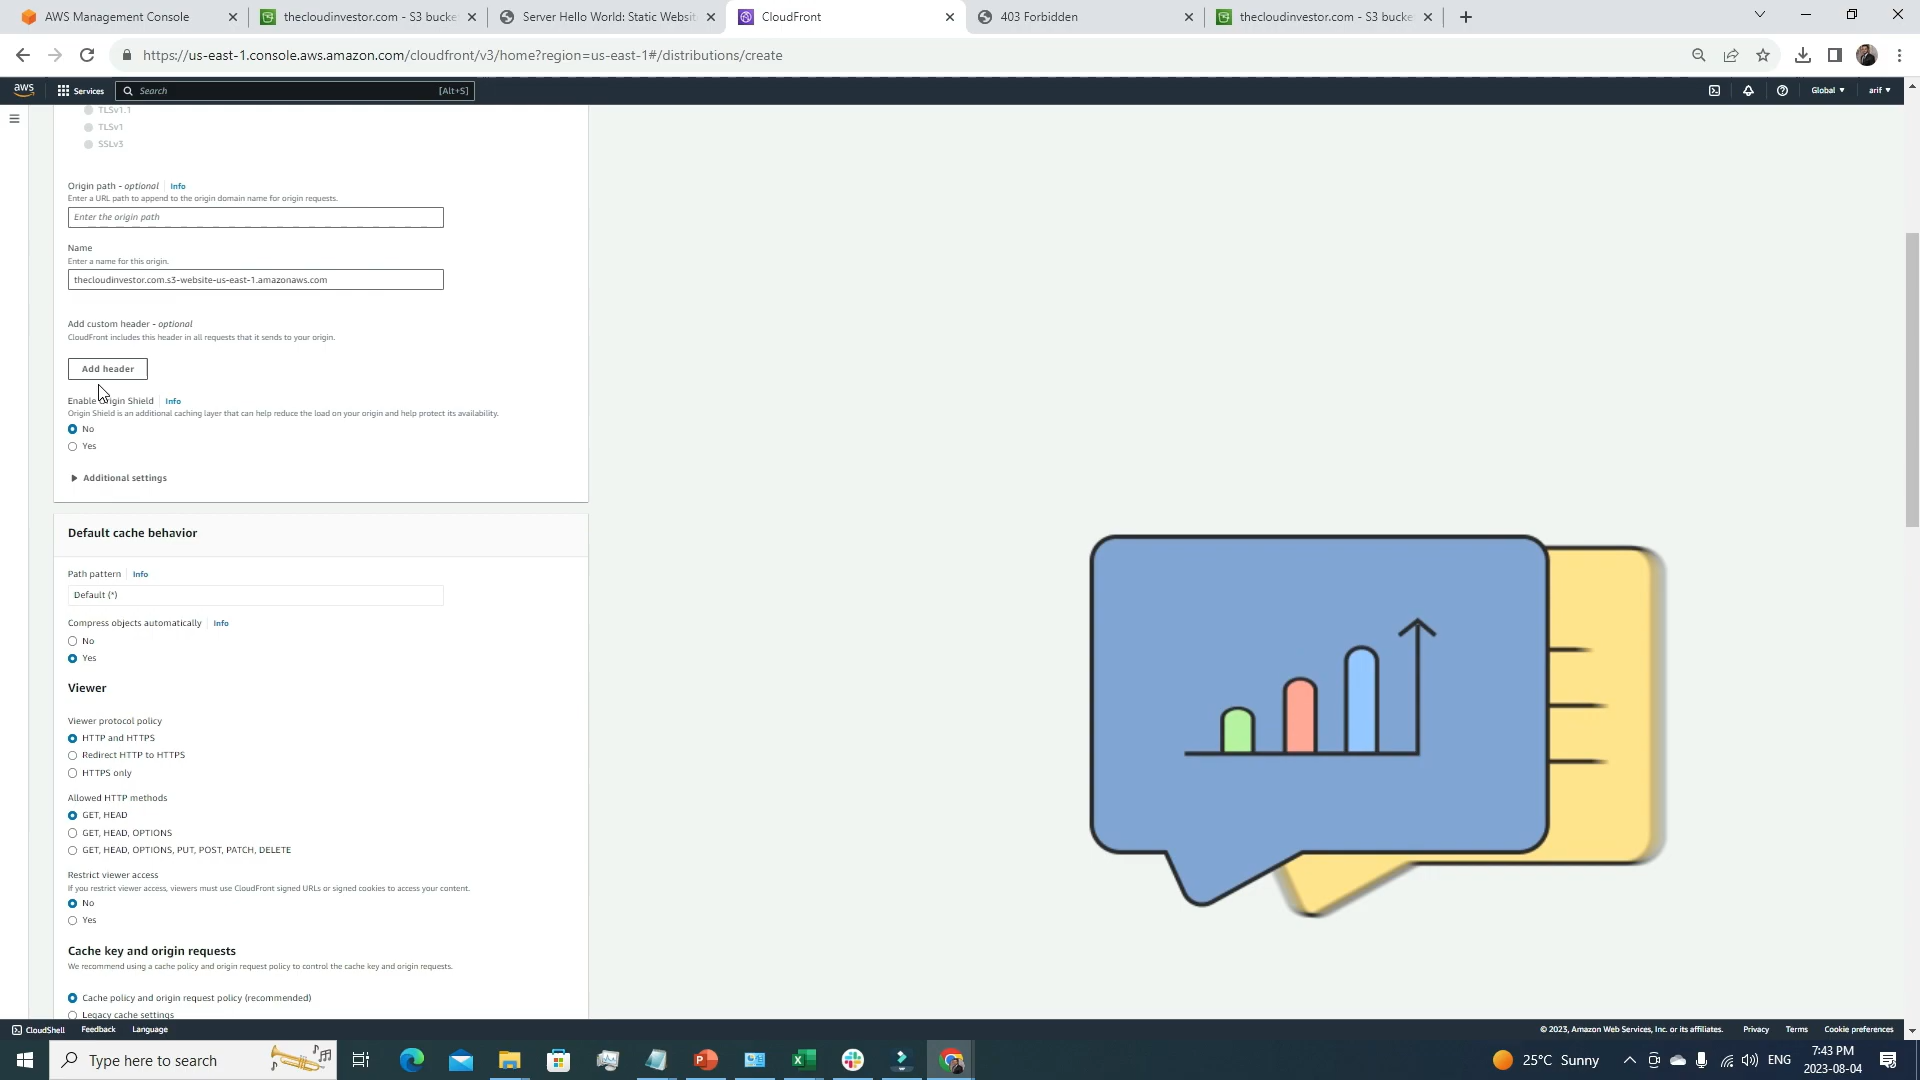 AWS Management Console
thecloudinvestor.com - S3 bucke
Server Hello World: Static Websit
CloudFront
403 Forbidden
thecloudinvestor.com - S3 bucke
https://us-east-1.console.aws.amazon.com/cloudfront/v3/home?region=us-east-1#/distributions/create
aws
Services
Search
[Alt+S]
Global
arif
TLSv1.1
TLSv1
SSLv3
Origin path - optional
Info
Enter a URL path to append to the origin domain name for origin requests.
Enter the origin path
Name
Enter a name for this origin.
thecloudinvestor.com.s3-website-us-east-1.amazonaws.com
Add custom header - optional
CloudFront includes this header in all requests that it sends to your origin.
Add header
Enable Origin Shield
Info
Origin Shield is an additional caching layer that can help reduce the load on your origin and help protect its availability.
No
Yes
Additional settings
Default cache behavior
Path pattern
Info
Default (*)
Compress objects automatically
Info
No
Yes
Viewer
Viewer protocol policy
HTTP and HTTPS
Redirect HTTP to HTTPS
HTTPS only
Allowed HTTP methods
GET, HEAD
GET, HEAD, OPTIONS
GET, HEAD, OPTIONS, PUT, POST, PATCH, DELETE
Restrict viewer access
If you restrict viewer access, viewers must use CloudFront signed URLs or signed cookies to access your content.
No
Yes
Cache key and origin requests
We recommend using a cache policy and origin request policy to control the cache key and origin requests.
Cache policy and origin request policy (recommended)
Legacy cache settings
CloudShell
Feedback
Language
© 2023, Amazon Web Services, Inc. or its affiliates.
Privacy
Terms
Cookie preferences
Type here to search
25°C Sunny
ENG
7:43 PM
2023-08-04